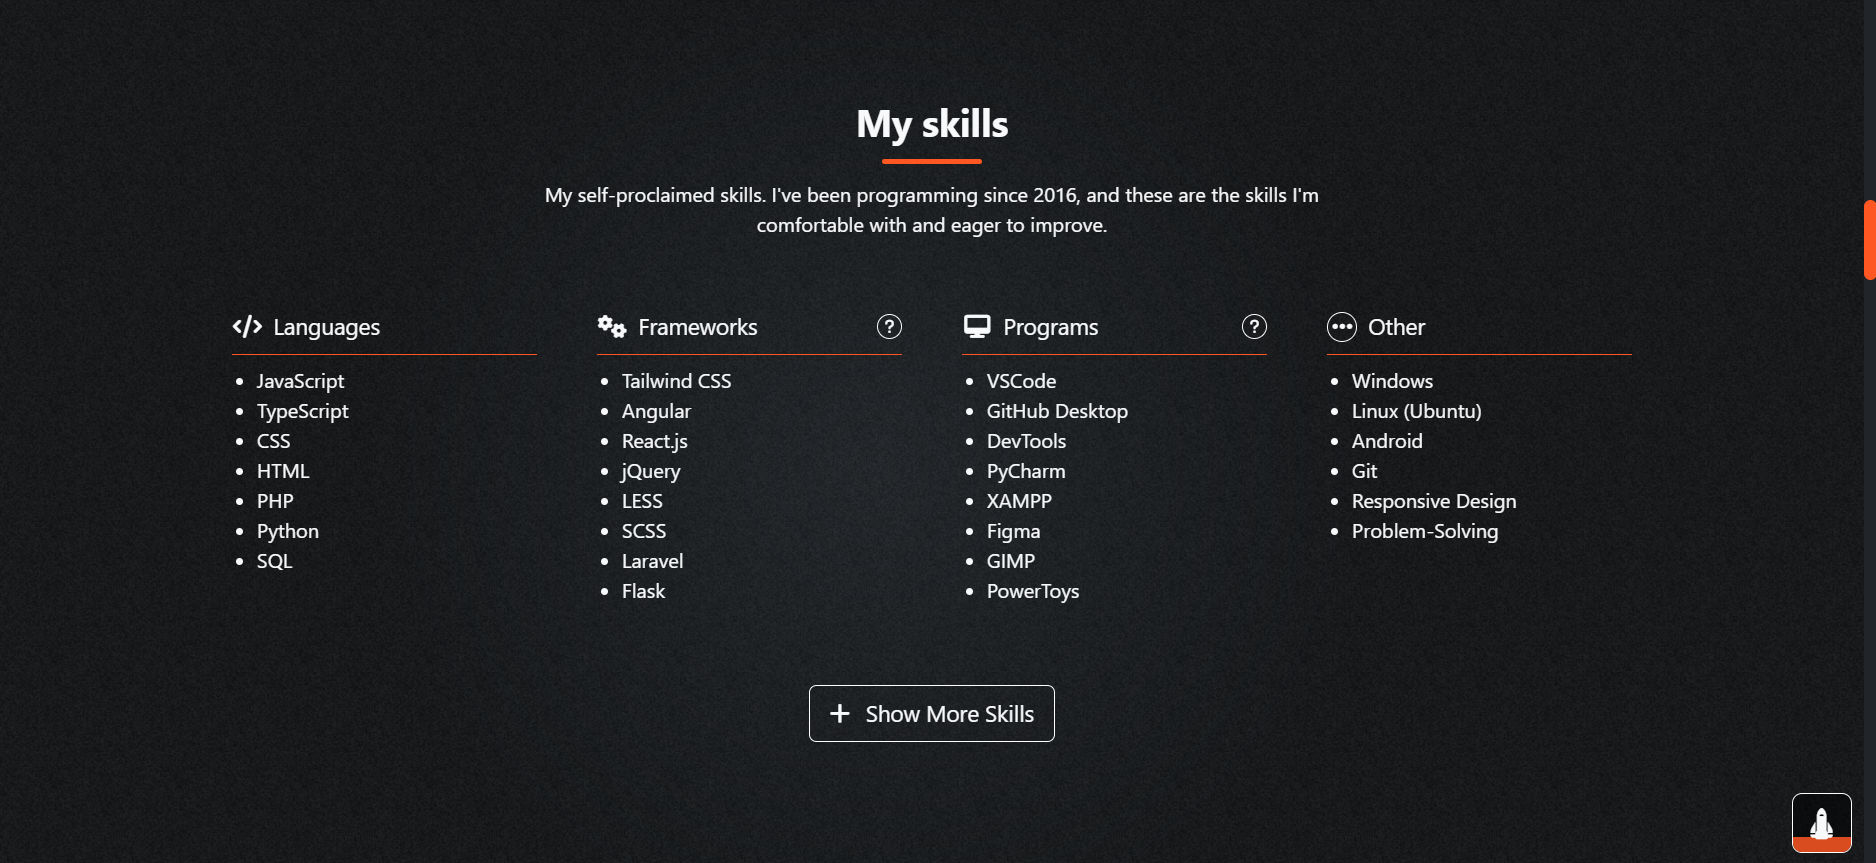 My skills
My self-proclaimed skills. I've been programming since 2016, and these are the skills I'm
comfortable with and eager to improve.
Languages
JavaScript
TypeScript
CSS
HTML
PHP
Python
SQL
Frameworks
?
Tailwind CSS
Angular
React.js
jQuery
LESS
SCSS
Laravel
Flask
Programs
?
VSCode
GitHub Desktop
DevTools
PyCharm
XAMPP
Figma
GIMP
PowerToys
Other
Windows
Linux (Ubuntu)
Android
Git
Responsive Design
Problem-Solving
Show More Skills